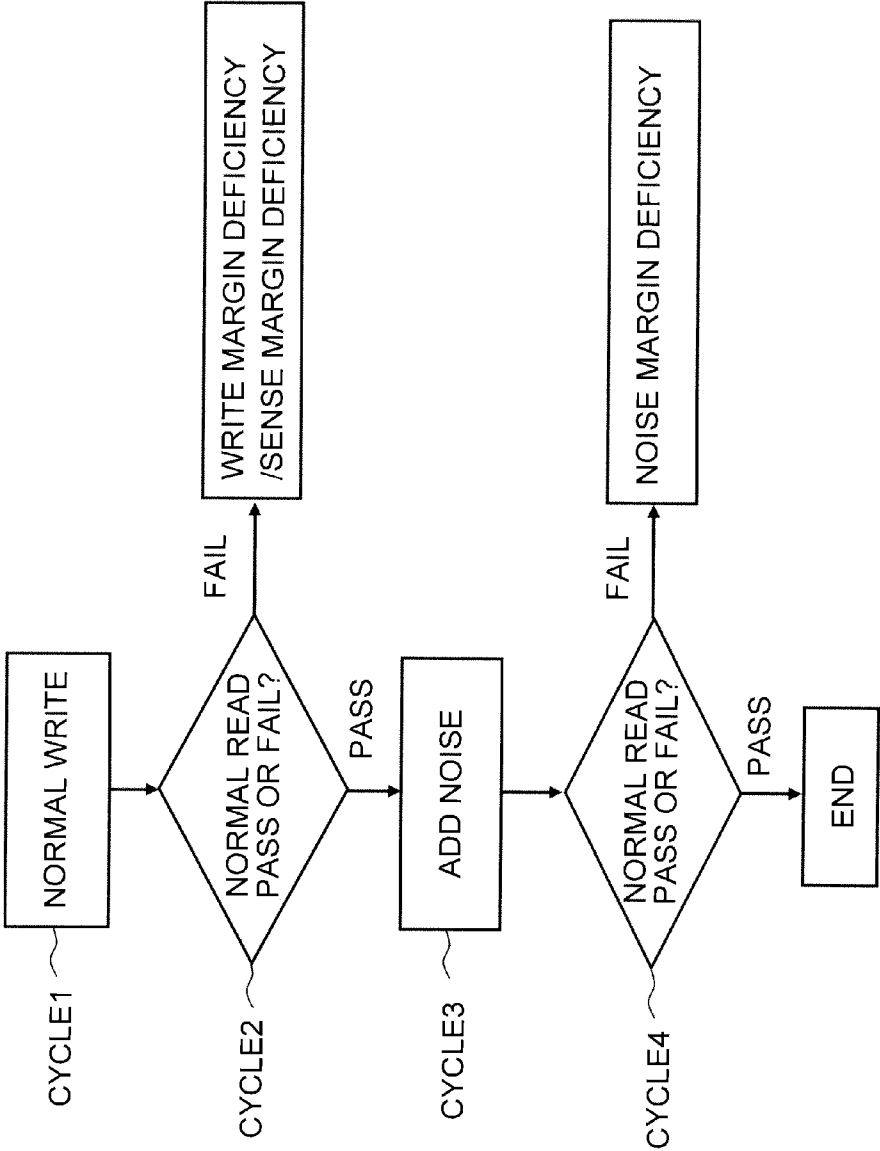 CYCLE1
NORMAL WRITE
CYCLE2
NORMAL READ
PASS OR FAIL?
FAIL
WRITE MARGIN DEFICIENCY
/SENSE MARGIN DEFICIENCY
PASS
CYCLE3
ADD NOISE
CYCLE4
NORMAL READ
PASS OR FAIL?
FAIL
NOISE MARGIN DEFICIENCY
PASS
END